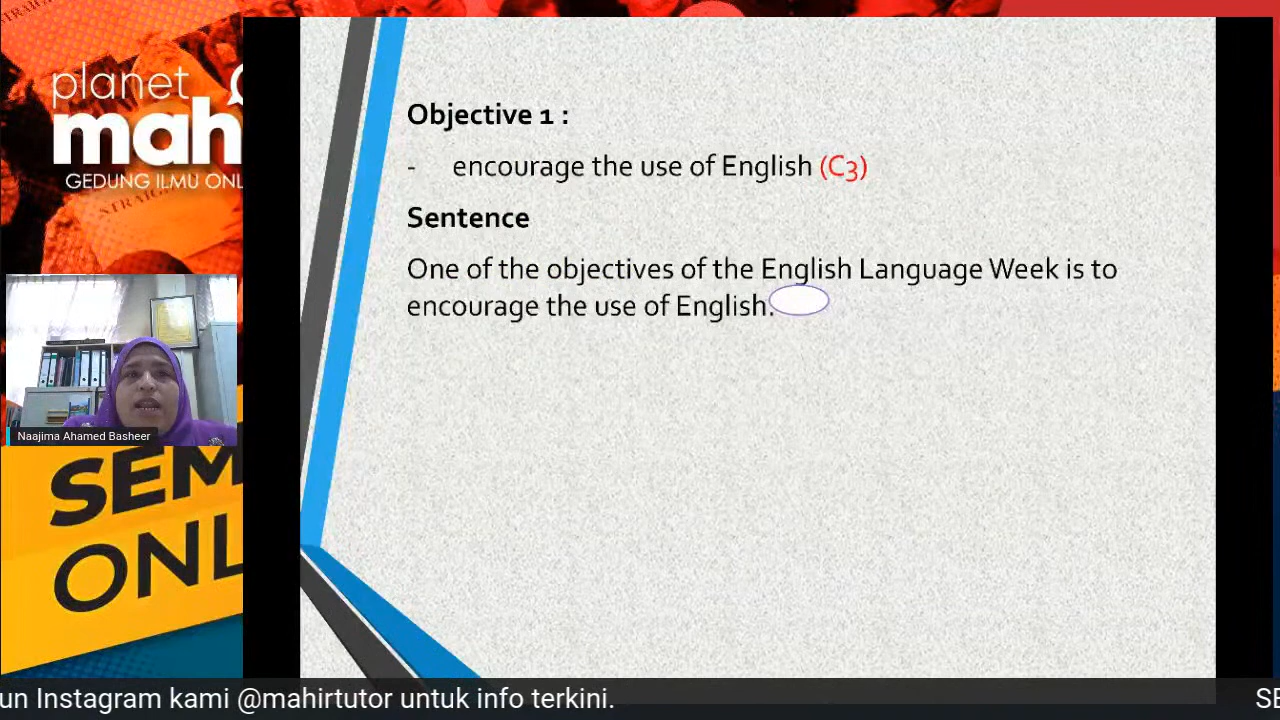 planet
mah
GEDUNG ILMU ONL
Objective 1 :
- encourage the use of English (C3)
Sentence
One of the objectives of the English Language Week is to
encourage the use of English.
Naajima Ahamed Basheer
SEM
ONL
un Instagram kami @mahirtutor untuk info terkini.
SE